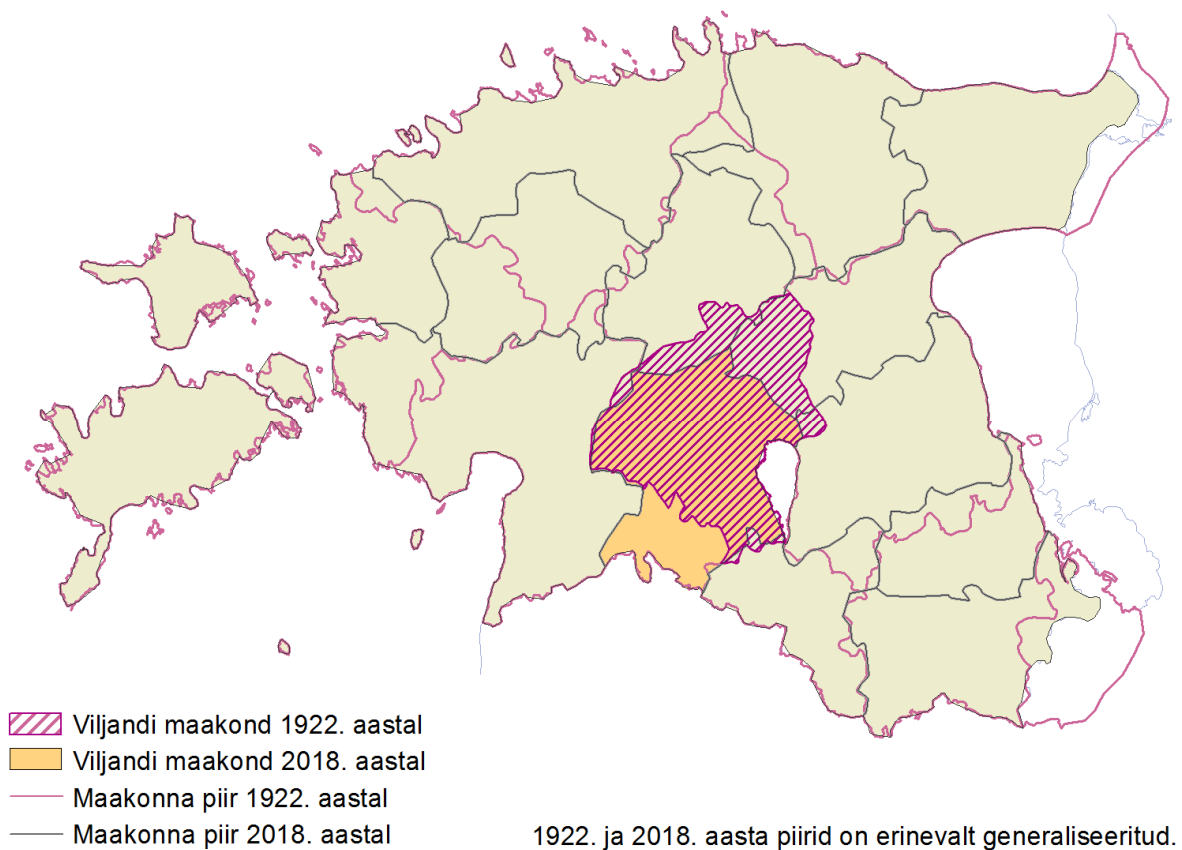 Viljandi maakond 1922. aastal
Viljandi maakond 2018. aastal
Maakonna piir 1922. aastal
Maakonna piir 2018. aastal
1922. ja 2018. aasta piirid on erinevalt generaliseeritud.